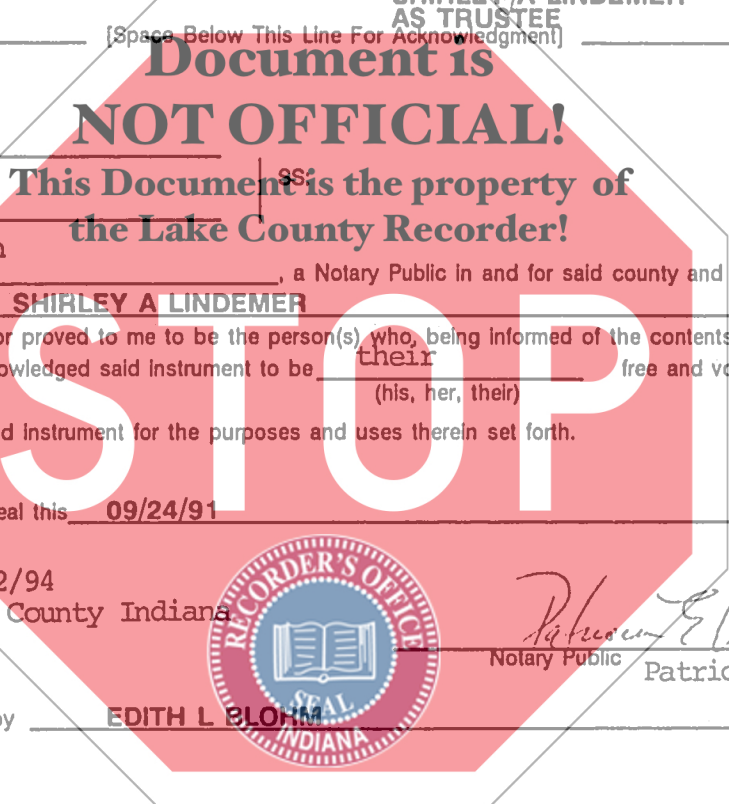 SHIRLEY A LINDEMER
AS TRUSTEE
[Space Below This Line For Acknowledgment]
Document is
NOT OFFICIAL!
This Document is the property of
SS:
the Lake County Recorder!
, a Notary Public in and for said county and
SHIRLEY A LINDEMER
or proved to me to be the person(s) who, being informed of the contents
owledged said instrument to be their free and vo
(his, her, their)
STOP
d instrument for the purposes and uses therein set forth.
eal this 09/24/91
2/94
County Indiana
RECORDER'S OFFICE
SEAL
INDIANA
Notary Public
Patric
by EDITH L BLOHM